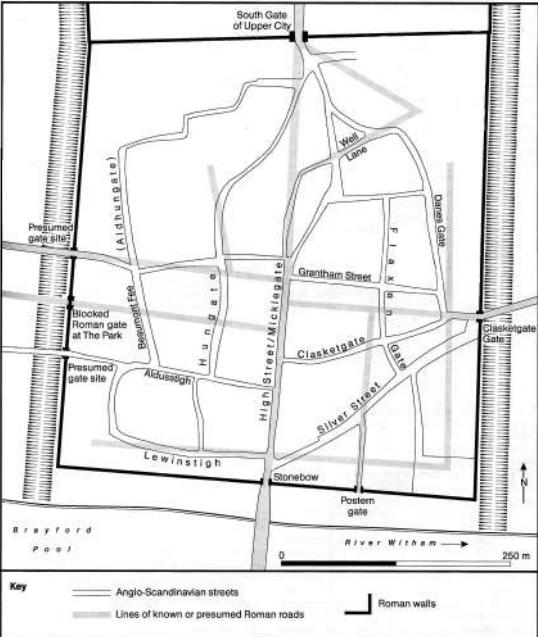 South Gate
of Upper City
Well
Lane
(Aldhungate)
Danes Gate
Presumed
gate site
Flaxen
Grantham Street
Hungate
High Street/Micklegate
Beaumont Fee
Blocked
Roman gate
at The Park
Clasketgate
Gate
Clasketgate
Gate
Presumed
gate site
Aldusstigh
Silver Street
Lewinstigh
Stonebow
Postern
gate
N
Brayford
Pool
River Witham
0
250 m
Key
Anglo-Scandinavian streets
Lines of known or presumed Roman roads
Roman walls